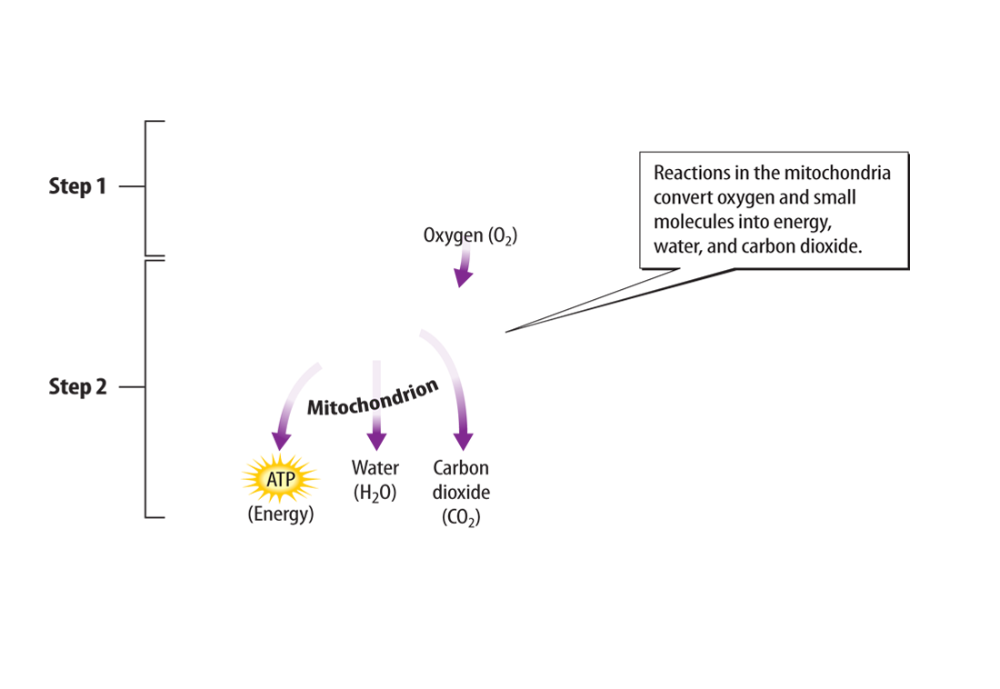 Step 1
Reactions in the mitochondria
convert oxygen and small
molecules into energy,
water, and carbon dioxide.
Oxygen (O₂)
Step 2
Mitochondrion
ATP
(Energy)
Water
(H₂O)
Carbon
dioxide
(CO₂)